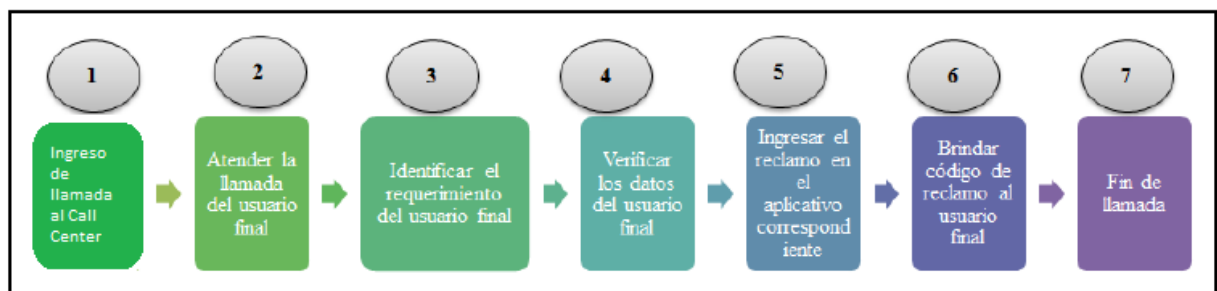 1
2
3
4
5
6
7
Ingreso
de
llamada
al Call
Center
Atender la
llamada
del usuario
final
Identificar el
requerimiento
del usuario final
Verificar
los datos
del usuario
final
Ingresar el
reclamo en
el
aplicativo
correspond
iente
Brindar
código de
reclamo al
usuario
final
Fin de
llamada